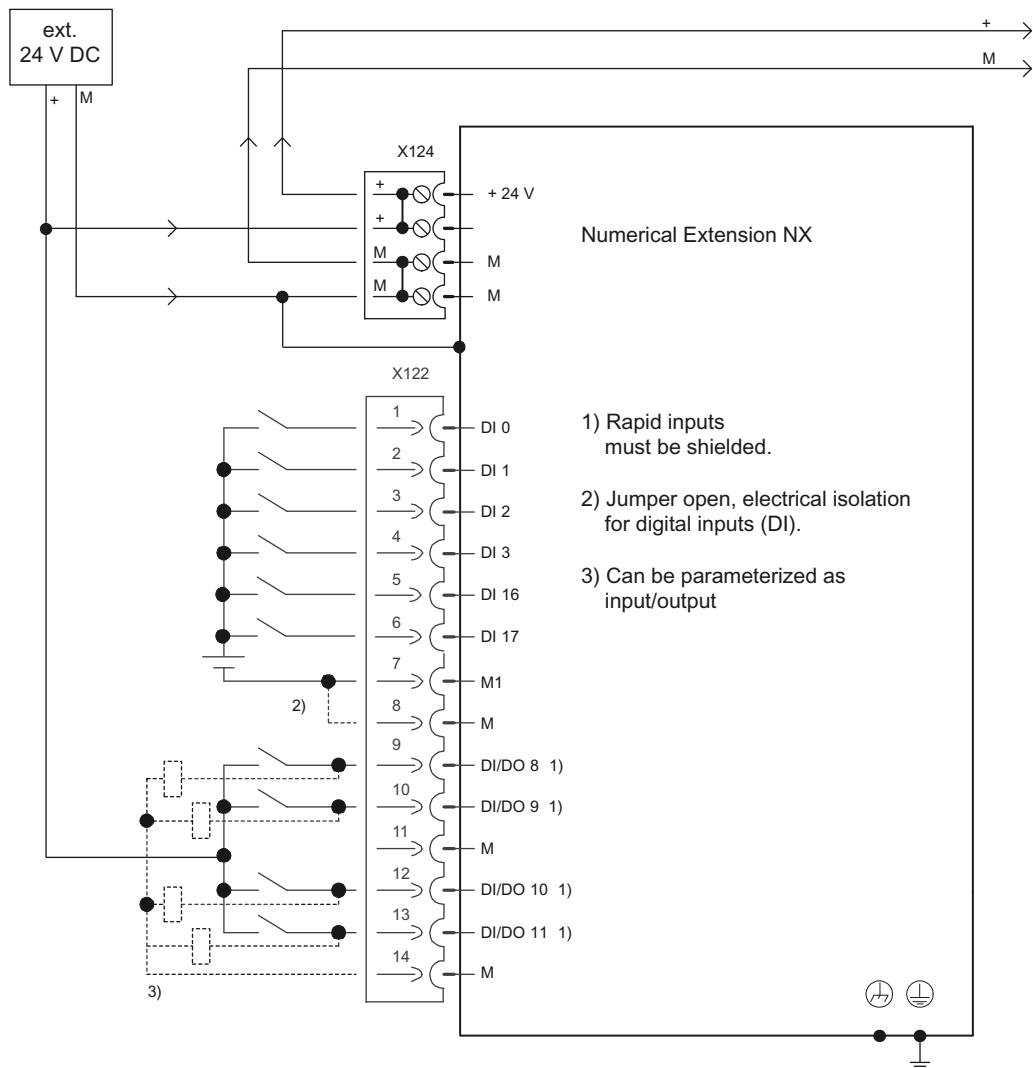 ext.
24 V DC
+
M
+
M
X124
+
+
M
M
+ 24 V
M
M
Numerical Extension NX
X122
1
DI 0
2
DI 1
3
DI 2
4
DI 3
5
DI 16
6
DI 17
7
M1
2)
8
M
9
DI/DO 8 1)
10
DI/DO 9 1)
11
M
12
DI/DO 10 1)
13
DI/DO 11 1)
14
M
3)
1) Rapid inputs
must be shielded.
2) Jumper open, electrical isolation
for digital inputs (DI).
3) Can be parameterized as
input/output